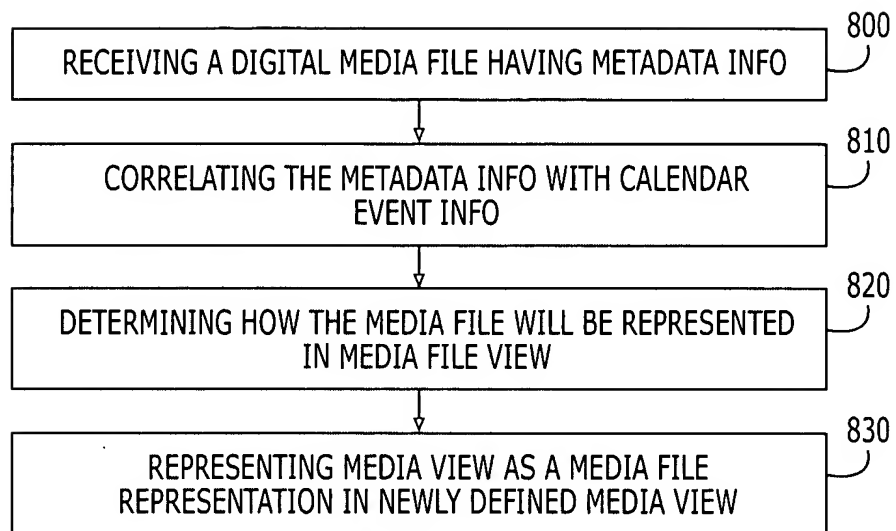 800
RECEIVING A DIGITAL MEDIA FILE HAVING METADATA INFO
810
CORRELATING THE METADATA INFO WITH CALENDAR
EVENT INFO
820
DETERMINING HOW THE MEDIA FILE WILL BE REPRESENTED
IN MEDIA FILE VIEW
830
REPRESENTING MEDIA VIEW AS A MEDIA FILE
REPRESENTATION IN NEWLY DEFINED MEDIA VIEW